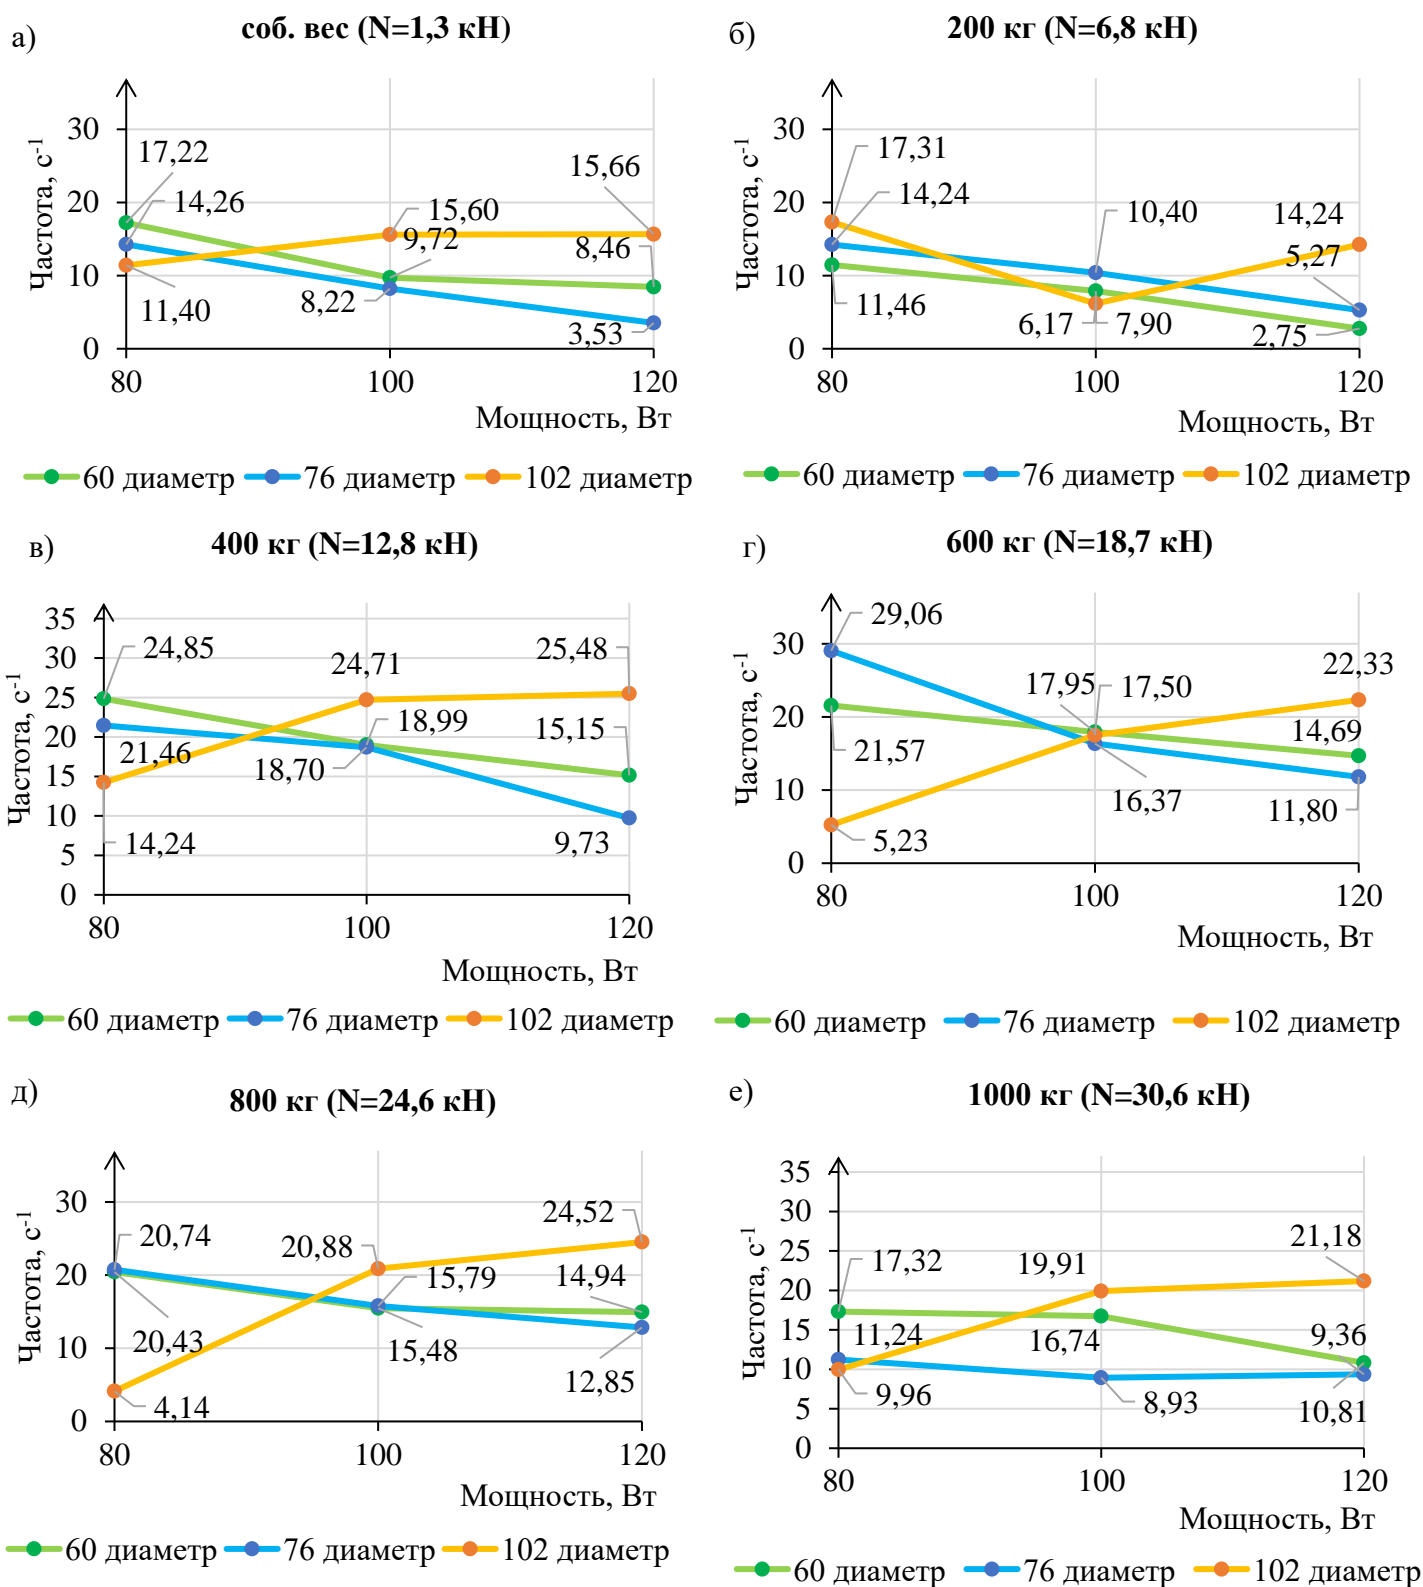 а)
соб. вес (N=1,3 кН)
Частота, с-1
30
20
10
0
17,22
14,26
11,40
15,60
9,72
8,22
15,66
8,46
3,53
80 100 120
Мощность, Вт
60 диаметр 76 диаметр 102 диаметр
б)
200 кг (N=6,8 кН)
Частота, с-1
30
20
10
0
17,31
14,24
11,46
10,40
6,17
7,90
14,24
5,27
2,75
80 100 120
Мощность, Вт
60 диаметр 76 диаметр 102 диаметр
в)
400 кг (N=12,8 кН)
Частота, с-1
35
30
25
20
15
10
5
0
24,85
21,46
14,24
24,71
18,99
18,70
25,48
15,15
9,73
80 100 120
Мощность, Вт
60 диаметр 76 диаметр 102 диаметр
г)
600 кг (N=18,7 кН)
Частота, с-1
30
20
10
0
29,06
21,57
5,23
17,95
17,50
16,37
22,33
14,69
11,80
80 100 120
Мощность, Вт
60 диаметр 76 диаметр 102 диаметр
д)
800 кг (N=24,6 кН)
Частота, с-1
30
20
10
0
20,74
20,43
4,14
20,88
15,79
15,48
24,52
14,94
12,85
80 100 120
Мощность, Вт
60 диаметр 76 диаметр 102 диаметр
е)
1000 кг (N=30,6 кН)
Частота, с-1
35
30
25
20
15
10
5
0
17,32
11,24
9,96
19,91
16,74
8,93
21,18
9,36
10,81
80 100 120
Мощность, Вт
60 диаметр 76 диаметр 102 диаметр